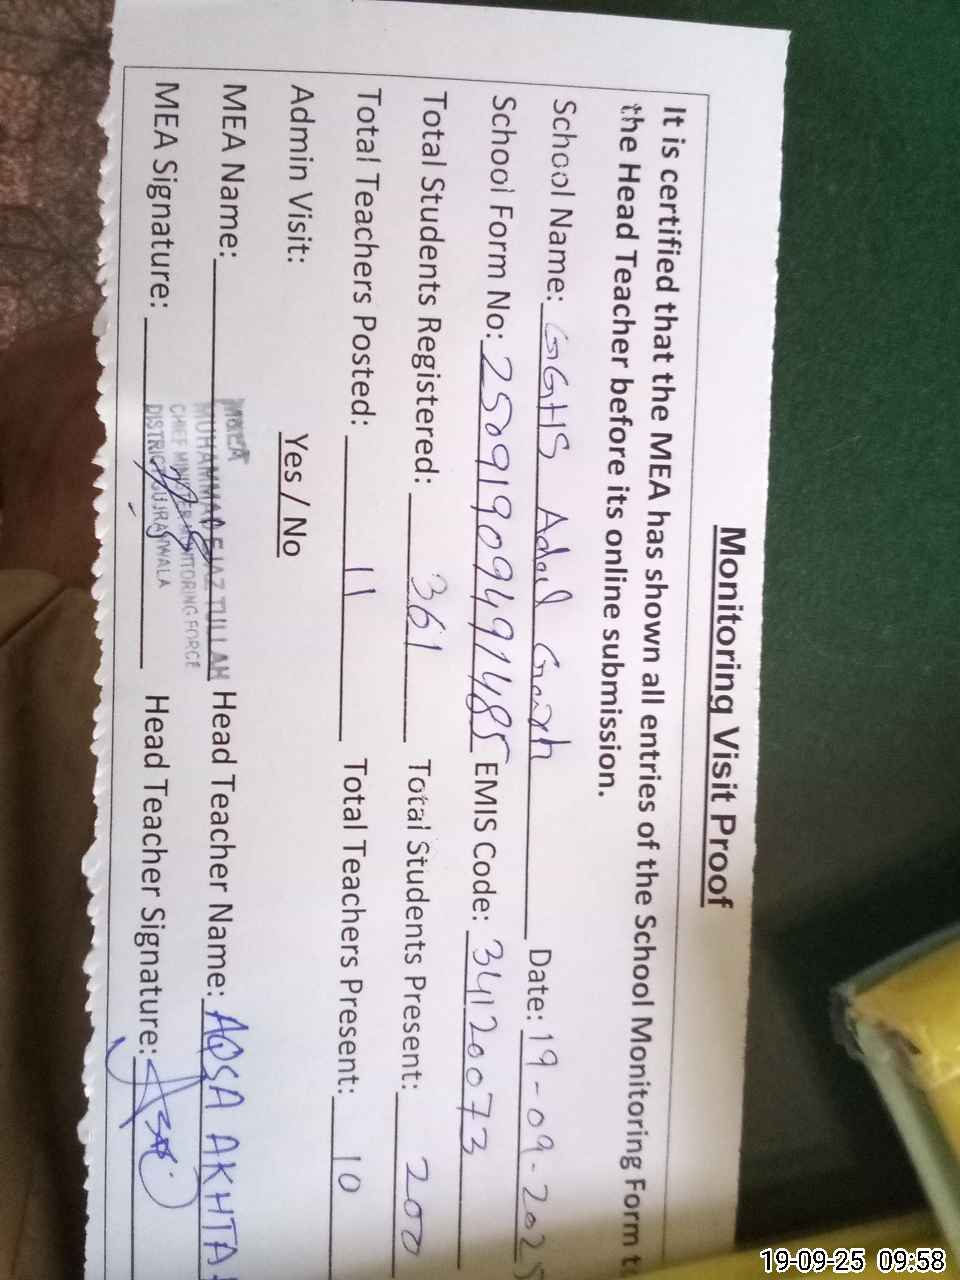 Monitoring Visit Proof
It is certified that the MEA has shown all entries of the School Monitoring Form t
the Head Teacher before its online submission.
School Name: GGHS Adail Garh Date: 19-09-2025
School Form No: 25091909491485 EMIS Code: 34120073
Total Students Registered: 361 Total Students Present: 200
Total Teachers Posted: 11 Total Teachers Present: 10
Admin Visit: Yes / No
MEA Name: MUHAMMAD EJAZ TULLAH Head Teacher Name: AQSA AKHTA
CHIEF MINISTER MONITORING FORCE
MEA Signature: DISTRICT GUJRANWALA Head Teacher Signature:
19-09-25 09:58